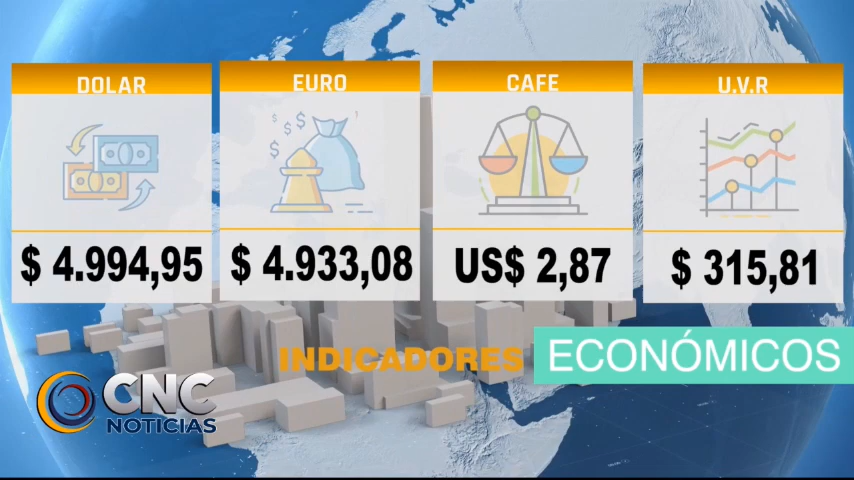 DOLAR
EURO
CAFE
U.V.R
$ 4.994,95
$ 4.933,08
US$ 2,87
$ 315,81
INDICADORES
ECONÓMICOS
CNC
NOTICIAS